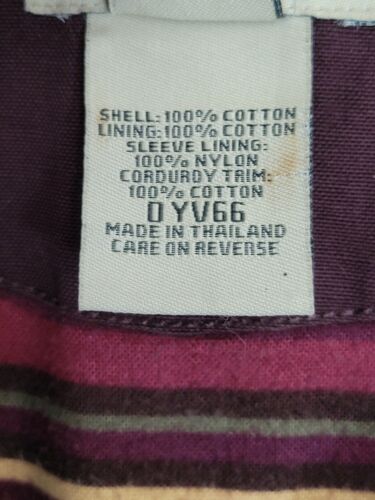 SHELL: 100% COTTON
LINING: 100% COTTON
SLEEVE LINING:
100% NYLON
CORDUROY TRIM:
100% COTTON
0YV66
MADE IN THAILAND
CARE ON REVERSE